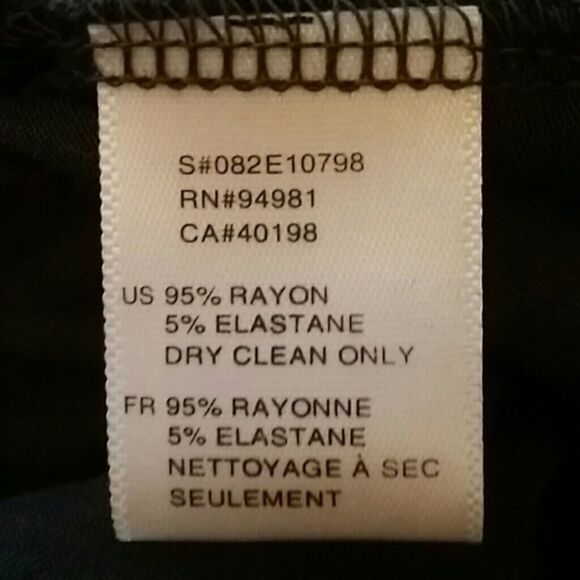 S#082E10798
RN#94981
CA#40198
US 95% RAYON
5% ELASTANE
DRY CLEAN ONLY
FR 95% RAYONNE
5% ELASTANE
NETTOYAGE À SEC
SEULEMENT